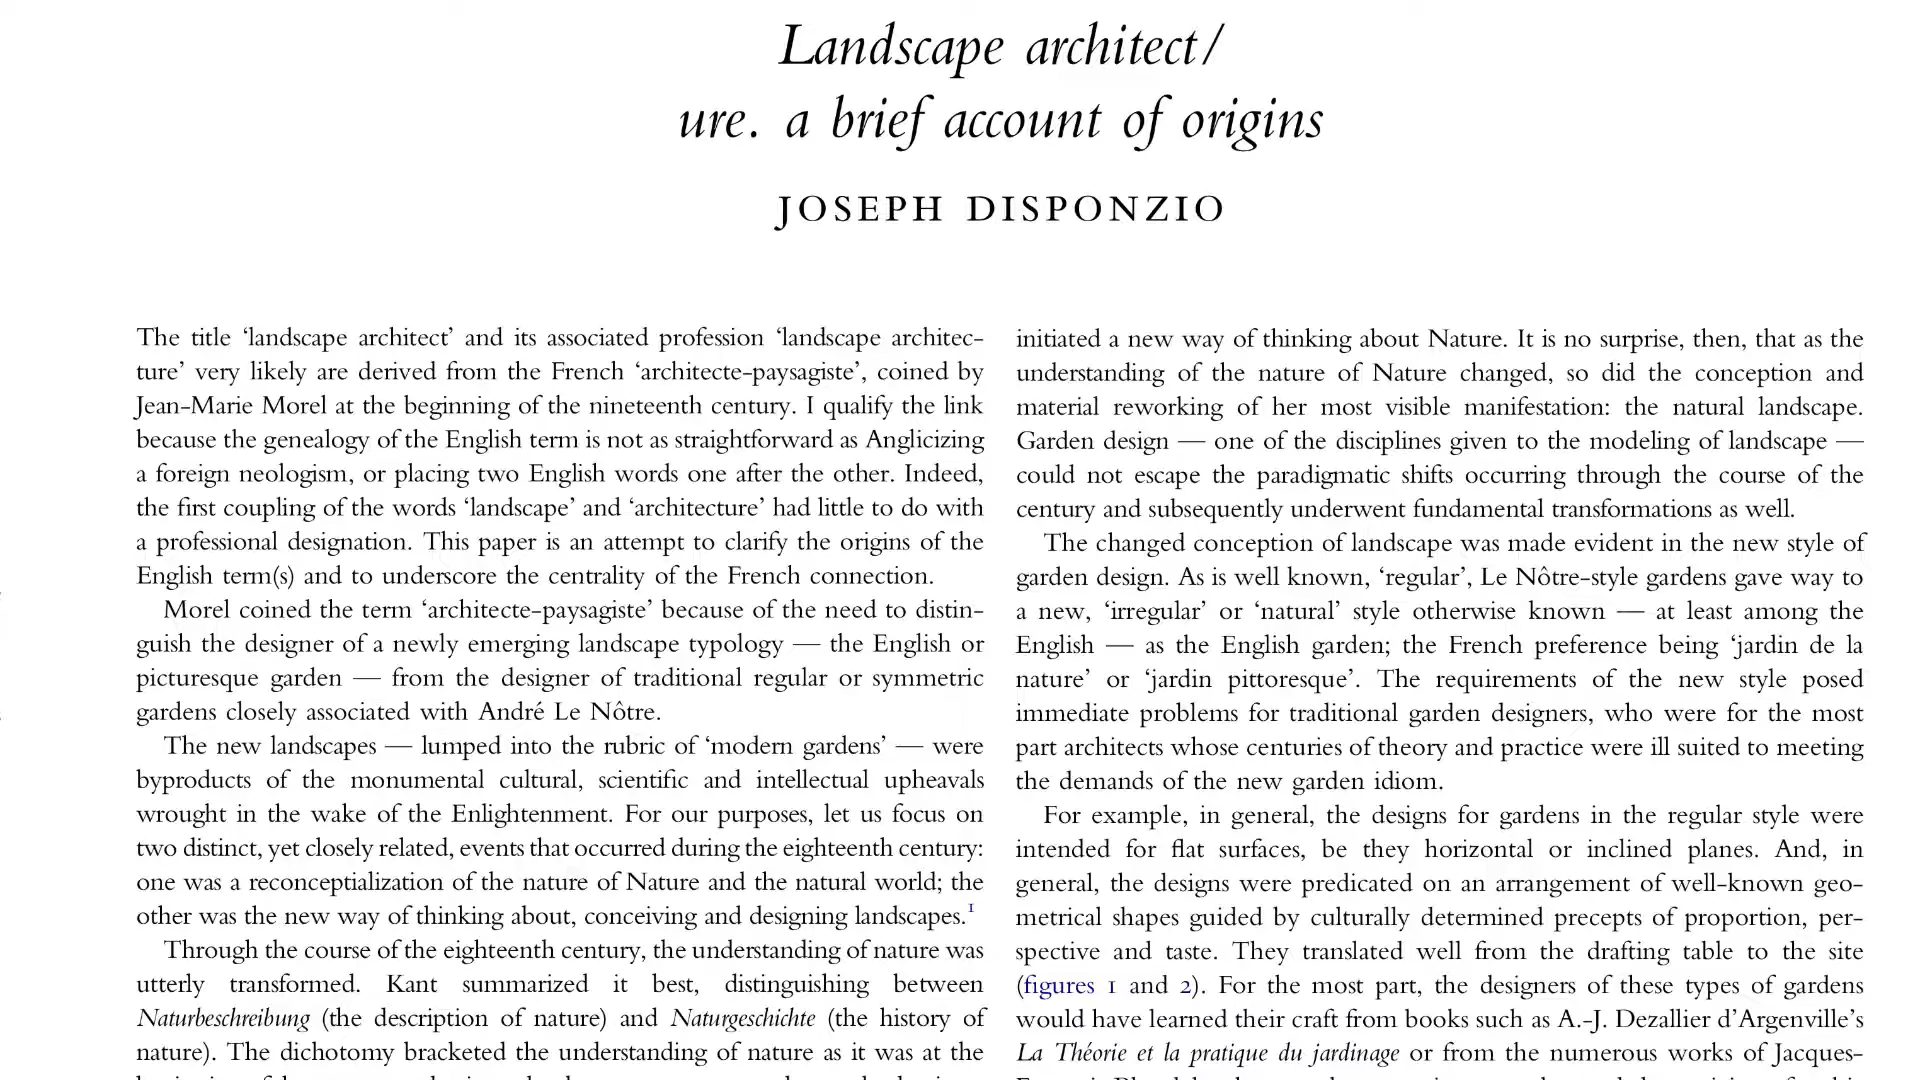 Landscape architect/
ure. a brief account of origins
JOSEPH DISPONZIO
The title ‘landscape architect’ and its associated profession ‘landscape architec-
ture’ very likely are derived from the French ‘architecte-paysagiste’, coined by
Jean-Marie Morel at the beginning of the nineteenth century. I qualify the link
because the genealogy of the English term is not as straightforward as Anglicizing
a foreign neologism, or placing two English words one after the other. Indeed,
the first coupling of the words ‘landscape’ and ‘architecture’ had little to do with
a professional designation. This paper is an attempt to clarify the origins of the
English term(s) and to underscore the centrality of the French connection.
Morel coined the term ‘architecte-paysagiste’ because of the need to distin-
guish the designer of a newly emerging landscape typology — the English or
picturesque garden — from the designer of traditional regular or symmetric
gardens closely associated with André Le Nôtre.
The new landscapes — lumped into the rubric of ‘modern gardens’ — were
byproducts of the monumental cultural, scientific and intellectual upheavals
wrought in the wake of the Enlightenment. For our purposes, let us focus on
two distinct, yet closely related, events that occurred during the eighteenth century:
one was a reconceptialization of the nature of Nature and the natural world; the
other was the new way of thinking about, conceiving and designing landscapes.1
Through the course of the eighteenth century, the understanding of nature was
utterly transformed. Kant summarized it best, distinguishing between
Naturbeschreibung (the description of nature) and Naturgeschichte (the history of
nature). The dichotomy bracketed the understanding of nature as it was at the
initiated a new way of thinking about Nature. It is no surprise, then, that as the
understanding of the nature of Nature changed, so did the conception and
material reworking of her most visible manifestation: the natural landscape.
Garden design — one of the disciplines given to the modeling of landscape —
could not escape the paradigmatic shifts occurring through the course of the
century and subsequently underwent fundamental transformations as well.
The changed conception of landscape was made evident in the new style of
garden design. As is well known, ‘regular’, Le Nôtre-style gardens gave way to
a new, ‘irregular’ or ‘natural’ style otherwise known — at least among the
English — as the English garden; the French preference being ‘jardin de la
nature’ or ‘jardin pittoresque’. The requirements of the new style posed
immediate problems for traditional garden designers, who were for the most
part architects whose centuries of theory and practice were ill suited to meeting
the demands of the new garden idiom.
For example, in general, the designs for gardens in the regular style were
intended for flat surfaces, be they horizontal or inclined planes. And, in
general, the designs were predicated on an arrangement of well-known geo-
metrical shapes guided by culturally determined precepts of proportion, per-
spective and taste. They translated well from the drafting table to the site
(figures 1 and 2). For the most part, the designers of these types of gardens
would have learned their craft from books such as A.-J. Dezallier d’Argenville’s
La Théorie et la pratique du jardinage or from the numerous works of Jacques-